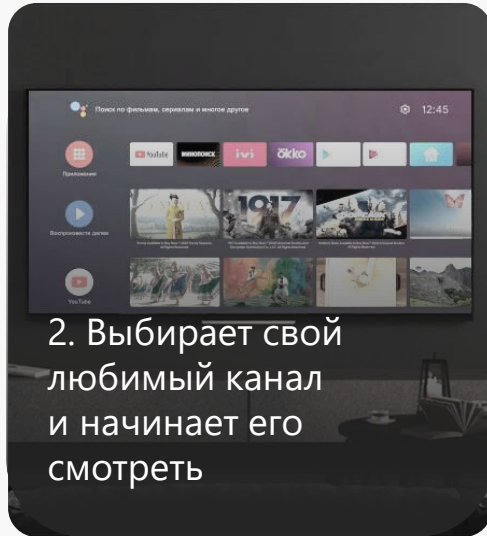 Поиск по фильмам, сериалам и многое другое
12:45
Приложения
YouTube
КИНОПОИСК
ivi
okko
Воспроизвести далее
1917
YouTube
2. Выбирает свой
любимый канал
и начинает его
смотреть